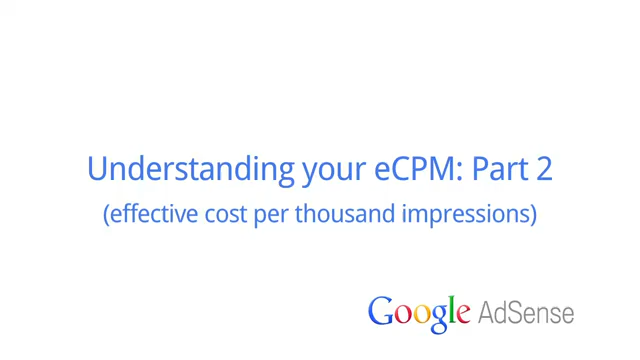 Understanding your eCPM: Part 2
(effective cost per thousand impressions)
Google AdSense